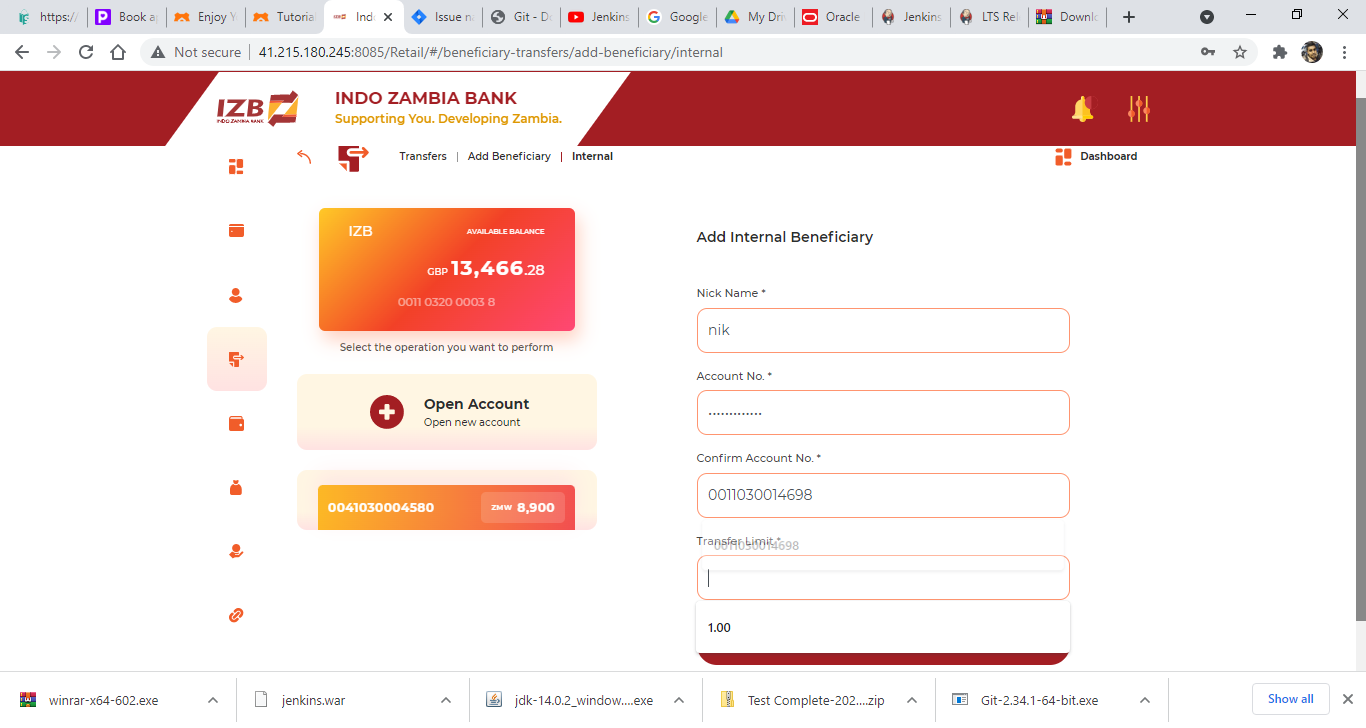 https:/
Book a
Enjoy Y
Tutoria
Ind
Issue n
Git - D
Jenkins
Google
My Dri
Oracle
Jenkins
LTS Rel
Downl
Not secure
41.215.180.245:8085/Retail/#/beneficiary-transfers/add-beneficiary/internal
IZB
INDO ZAMBIA BANK
INDO ZAMBIA BANK
Supporting You. Developing Zambia.
Transfers | Add Beneficiary | Internal
Dashboard
IZB
AVAILABLE BALANCE
GBP 13,466.28
0011 0320 0003 8
Select the operation you want to perform
Open Account
Open new account
0041030004580
ZMW 8,900
Add Internal Beneficiary
Nick Name *
nik
Account No. *
•••••••••••••
Confirm Account No. *
0011030014698
Transfer Limit *
0011030014698
1.00
winrar-x64-602.exe
jenkins.war
jdk-14.0.2_window....exe
Test Complete-202....zip
Git-2.34.1-64-bit.exe
Show all